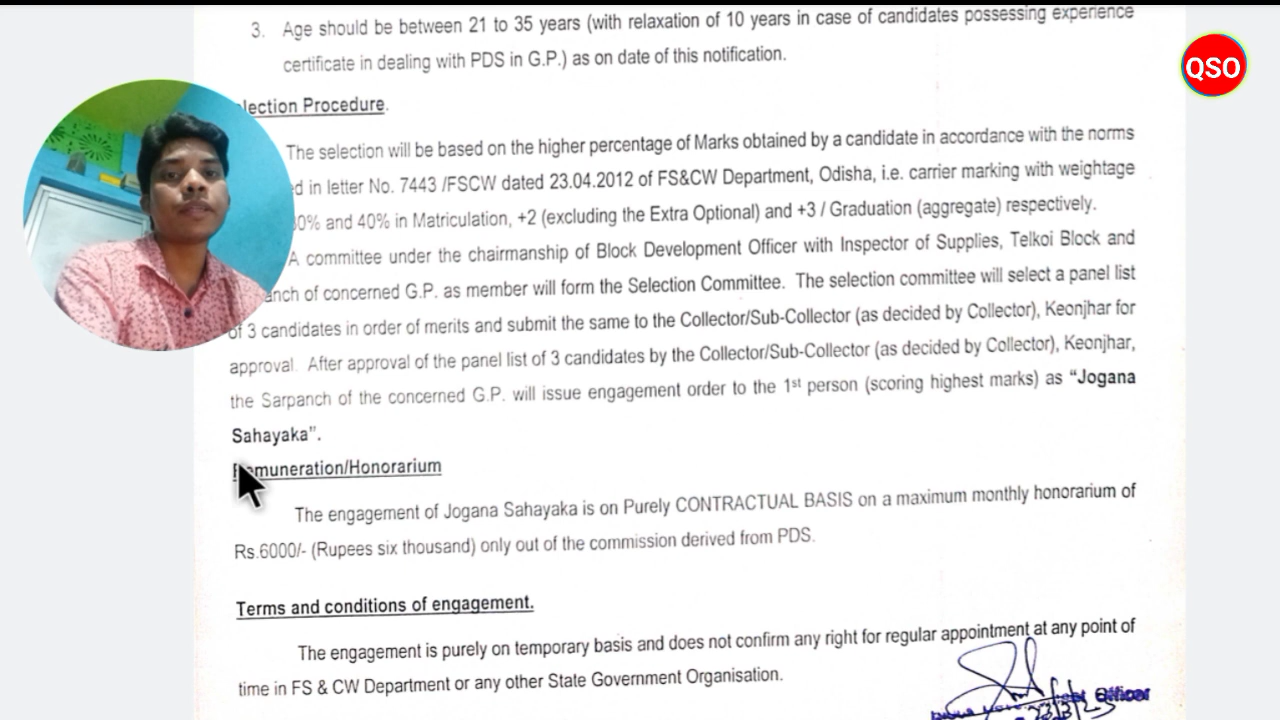 3. Age should be between 21 to 35 years (with relaxation of 10 years in case of candidates possessing experience
certificate in dealing with PDS in G.P.) as on date of this notification.
QSO
lection Procedure.
The selection will be based on the higher percentage of Marks obtained by a candidate in accordance with the norms
d in letter No. 7443 /FSCW dated 23.04.2012 of FS&CW Department, Odisha, i.e. carrier marking with weightage
0% and 40% in Matriculation, +2 (excluding the Extra Optional) and +3 / Graduation (aggregate) respectively.
A committee under the chairmanship of Block Development Officer with Inspector of Supplies, Telkoi Block and
anch of concerned G.P. as member will form the Selection Committee. The selection committee will select a panel list
of 3 candidates in order of merits and submit the same to the Collector/Sub-Collector (as decided by Collector), Keonjhar for
approval. After approval of the panel list of 3 candidates by the Collector/Sub-Collector (as decided by Collector), Keonjhar,
the Sarpanch of the concerned G.P. will issue engagement order to the 1st person (scoring highest marks) as "Jogana
Sahayaka".
Remuneration/Honorarium
The engagement of Jogana Sahayaka is on Purely CONTRACTUAL BASIS on a maximum monthly honorarium of
Rs.6000/- (Rupees six thousand) only out of the commission derived from PDS.
Terms and conditions of engagement.
The engagement is purely on temporary basis and does not confirm any right for regular appointment at any point of
time in FS & CW Department or any other State Government Organisation.
Officer